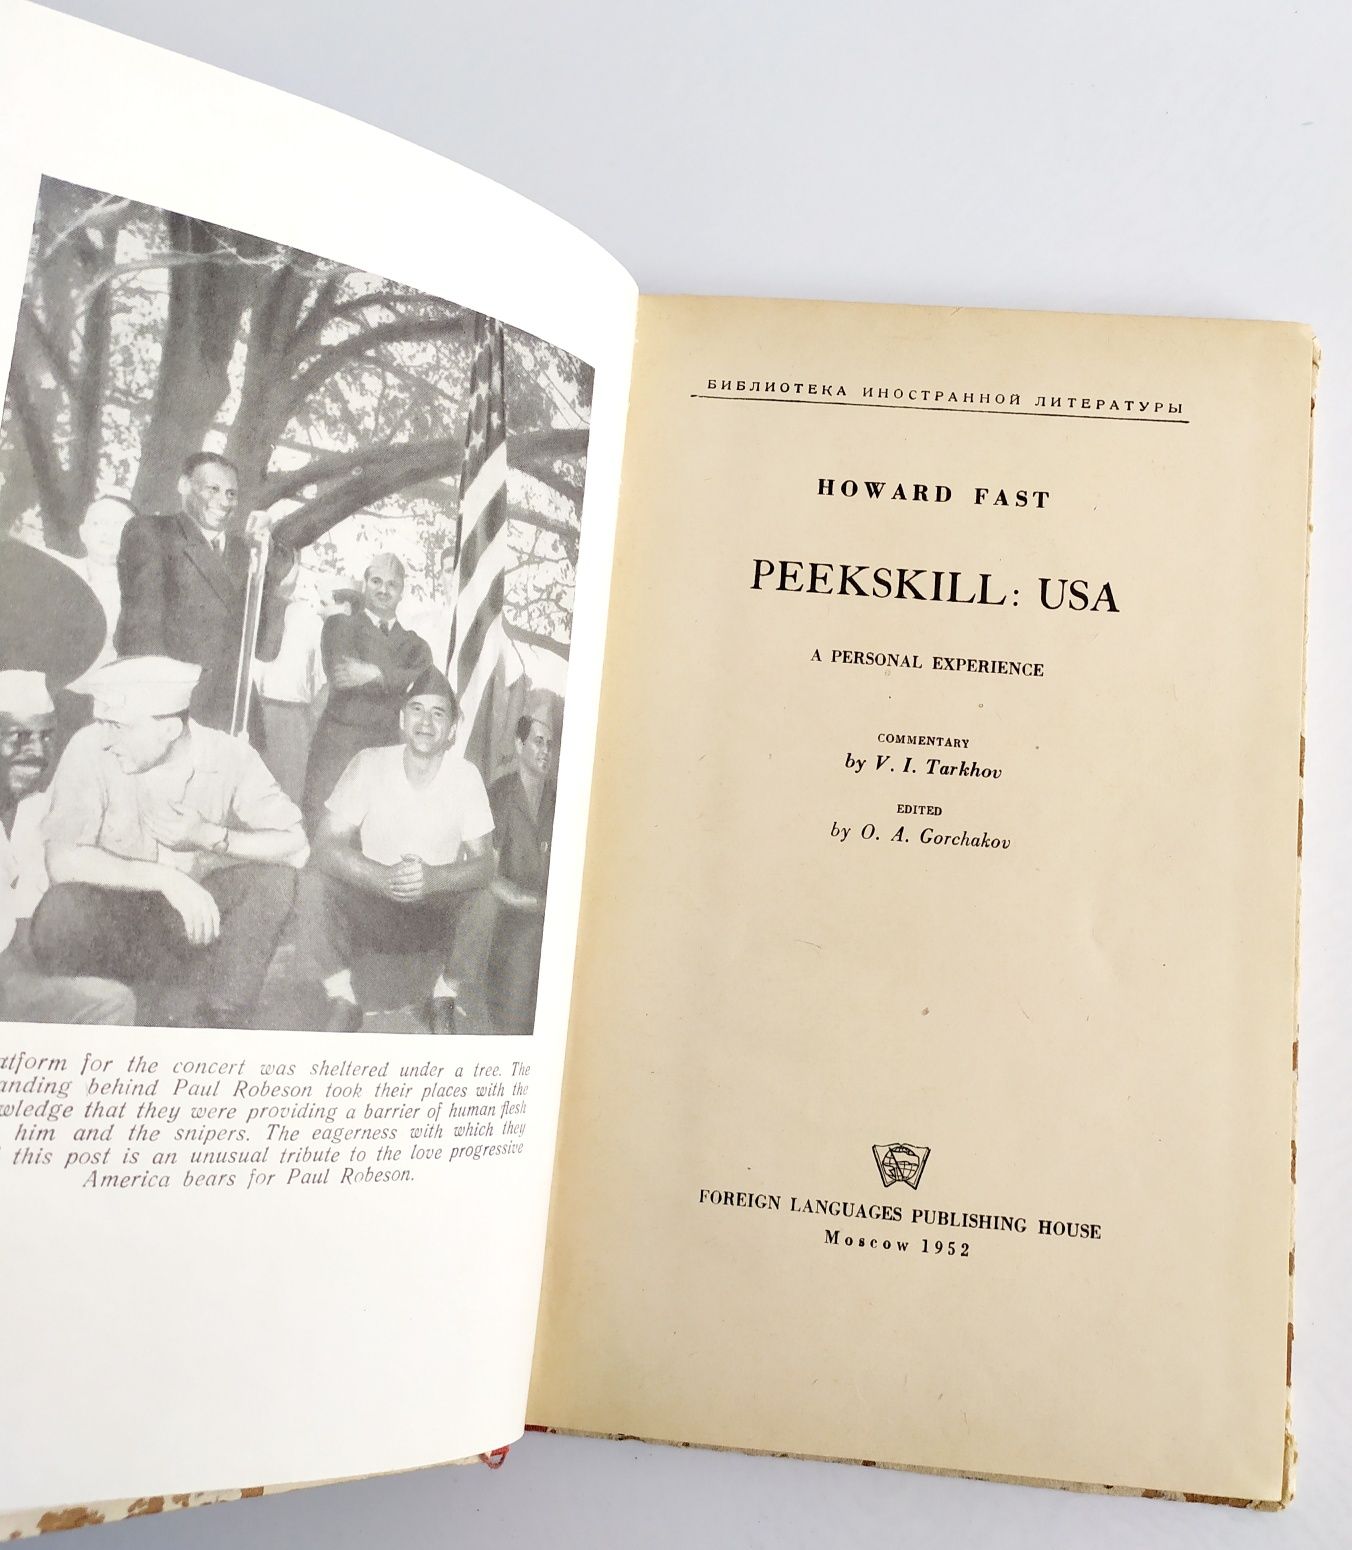 for the concert was sheltered under a tree. The
behind Paul Robeson took their places with the
that they were providing a barrier of human flesh
him and the snipers. The eagerness with which they
this post is an unusual tribute to the love progressive
America bears for Paul Robeson.
БИБЛИОТЕКА ИНОСТРАННОЙ ЛИТЕРАТУРЫ
HOWARD FAST
PEEKSKILL: USA
A PERSONAL EXPERIENCE
COMMENTARY
by V. I. Tarkhov
EDITED
by O. A. Gorchakov
FOREIGN LANGUAGES PUBLISHING HOUSE
Moscow 1952